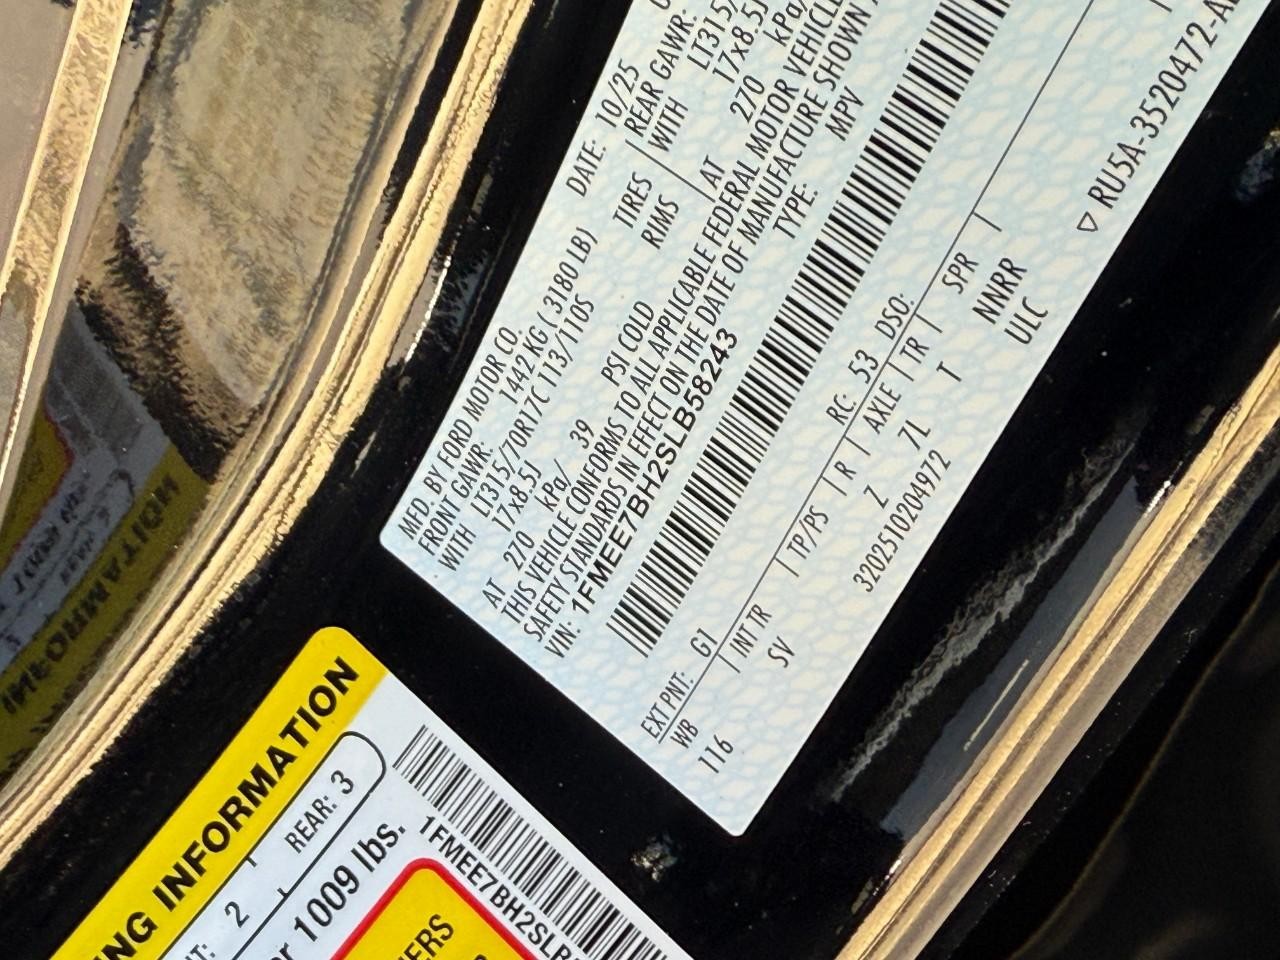 MFD. BY FORD MOTOR CO.
DATE: 10/25
FRONT GAWR: 1442 KG ( 3180 LB)
REAR GAWR:
WITH LT315/70R17C 113/110S TIRES
WITH LT315/
17x8.5J RIMS
17x8.5J
AT 270 kPa/ 39 PSI COLD
AT 270 kPa/
THIS VEHICLE CONFORMS TO ALL APPLICABLE FEDERAL MOTOR VEHICLE
SAFETY STANDARDS IN EFFECT ON THE DATE OF MANUFACTURE SHOWN
VIN: 1FMEE7BH2SLB58243
TYPE: MPV
EXT PNT: G1
RC: 53 DSO:
WB | INT TR | TP/PS | R | AXLE | TR | SPR |
116 SV Z 7L T NNRR
ULC
3202510204972
▽ RU5A-3520472-A
ING INFORMATION
2 REAR: 3
1009 lbs.
1FMEE7BH2SLB